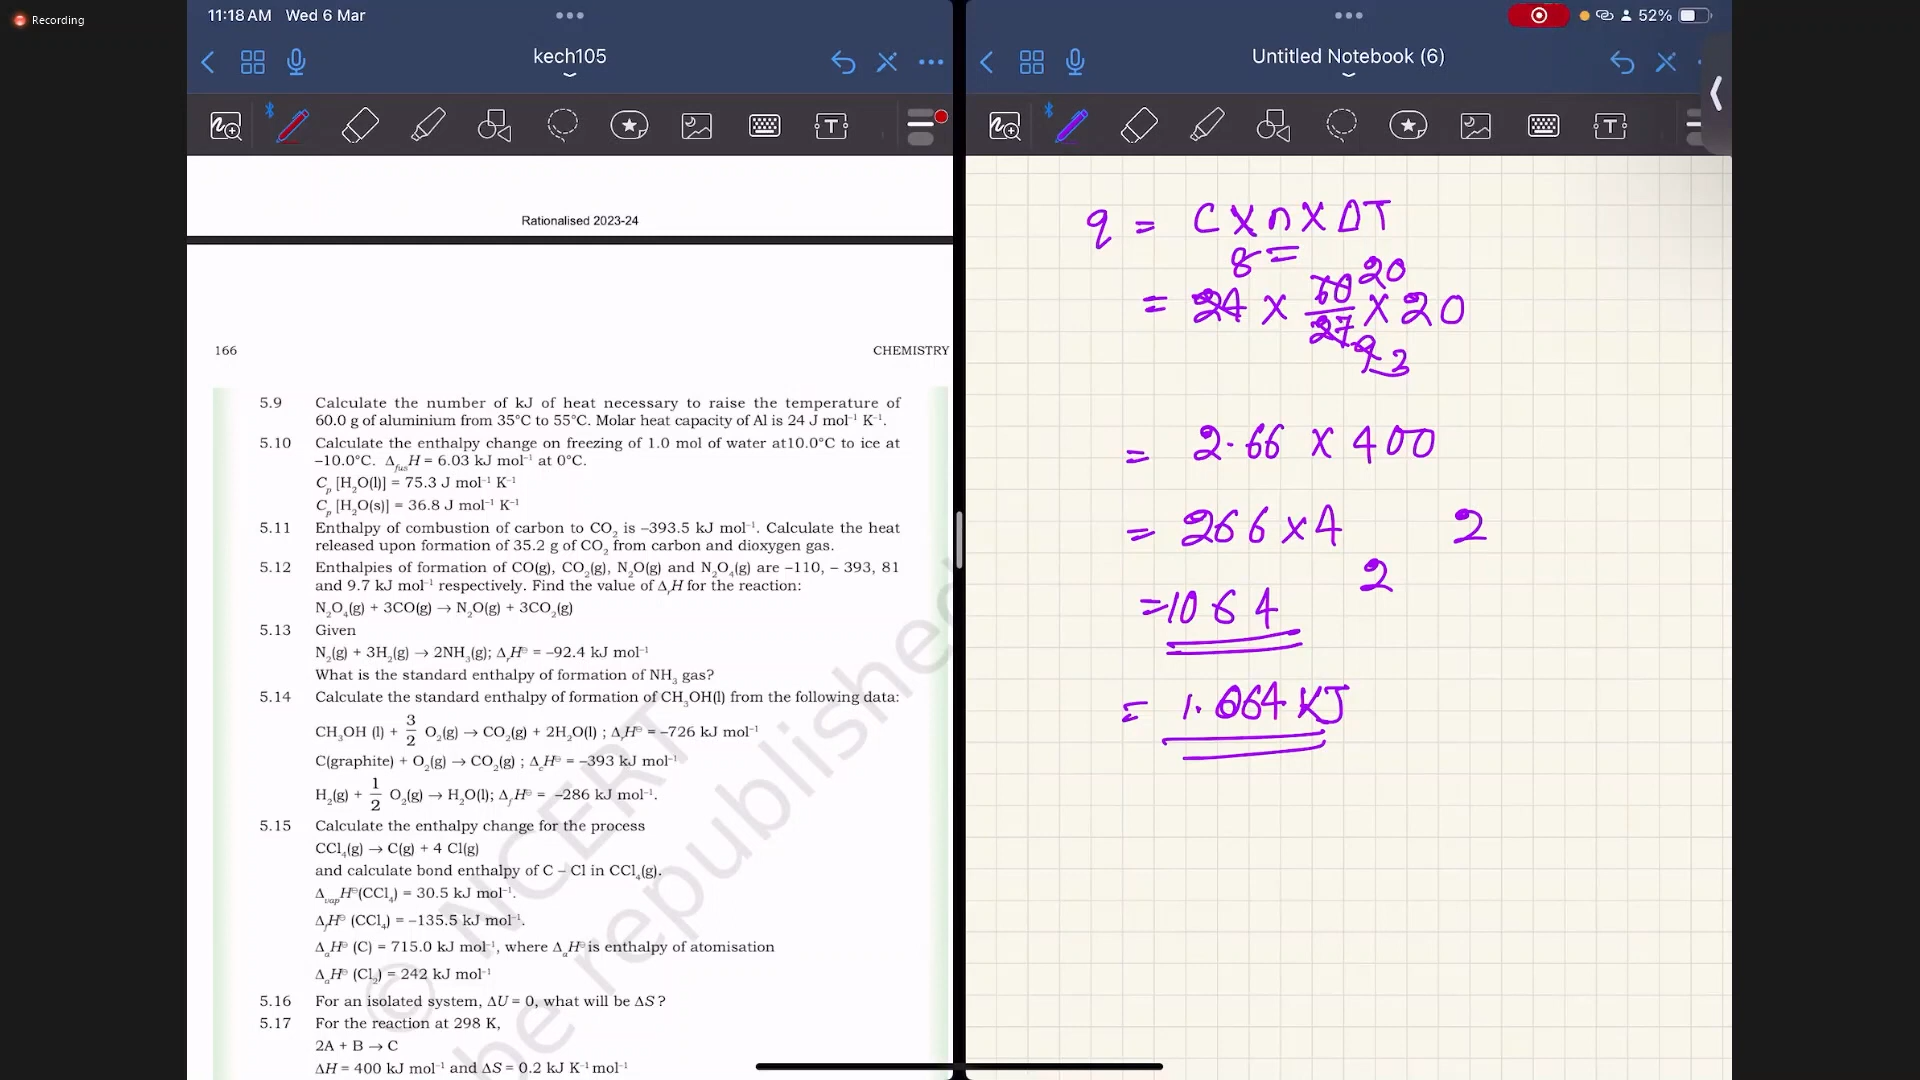 Recording
11:18 AM Wed 6 Mar
52%
kech105
Untitled Notebook (6)
Rationalised 2023-24
166
CHEMISTRY
5.9 Calculate the number of kJ of heat necessary to raise the temperature of
60.0 g of aluminium from 35°C to 55°C. Molar heat capacity of Al is 24 J mol⁻¹ K⁻¹.
5.10 Calculate the enthalpy change on freezing of 1.0 mol of water at10.0°C to ice at
–10.0°C. Δfus H = 6.03 kJ mol⁻¹ at 0°C.
Cp [H₂O(l)] = 75.3 J mol⁻¹ K⁻¹
Cp [H₂O(s)] = 36.8 J mol⁻¹ K⁻¹
5.11 Enthalpy of combustion of carbon to CO₂ is –393.5 kJ mol⁻¹. Calculate the heat
released upon formation of 35.2 g of CO₂ from carbon and dioxygen gas.
5.12 Enthalpies of formation of CO(g), CO₂(g), N₂O(g) and N₂O₄(g) are –110, – 393, 81
and 9.7 kJ mol⁻¹ respectively. Find the value of ΔrH for the reaction:
N₂O₄(g) + 3CO(g) → N₂O(g) + 3CO₂(g)
5.13 Given
N₂(g) + 3H₂(g) → 2NH₃(g); ΔrH⊖ = –92.4 kJ mol⁻¹
What is the standard enthalpy of formation of NH₃ gas?
5.14 Calculate the standard enthalpy of formation of CH₃OH(l) from the following data:
CH₃OH (l) + 3/2 O₂(g) → CO₂(g) + 2H₂O(l) ; ΔrH⊖ = –726 kJ mol⁻¹
C(graphite) + O₂(g) → CO₂(g) ; ΔcH⊖ = –393 kJ mol⁻¹
H₂(g) + 1/2 O₂(g) → H₂O(l); ΔfH⊖ = –286 kJ mol⁻¹.
5.15 Calculate the enthalpy change for the process
CCl₄(g) → C(g) + 4 Cl(g)
and calculate bond enthalpy of C – Cl in CCl₄(g).
ΔvapH⊖(CCl₄) = 30.5 kJ mol⁻¹.
ΔfH⊖ (CCl₄) = –135.5 kJ mol⁻¹.
ΔaH⊖ (C) = 715.0 kJ mol⁻¹, where ΔaH⊖ is enthalpy of atomisation
ΔaH⊖ (Cl₂) = 242 kJ mol⁻¹
5.16 For an isolated system, ΔU = 0, what will be ΔS ?
5.17 For the reaction at 298 K,
2A + B → C
ΔH = 400 kJ mol⁻¹ and ΔS = 0.2 kJ K⁻¹ mol⁻¹
© NCERT
be republished
q = C X n X ΔT
8 20
= 24 X 60/27 X 20
9 3
= 2.66 X 400
= 266 X 4 2
2
= 1064
= 1.064 KJ